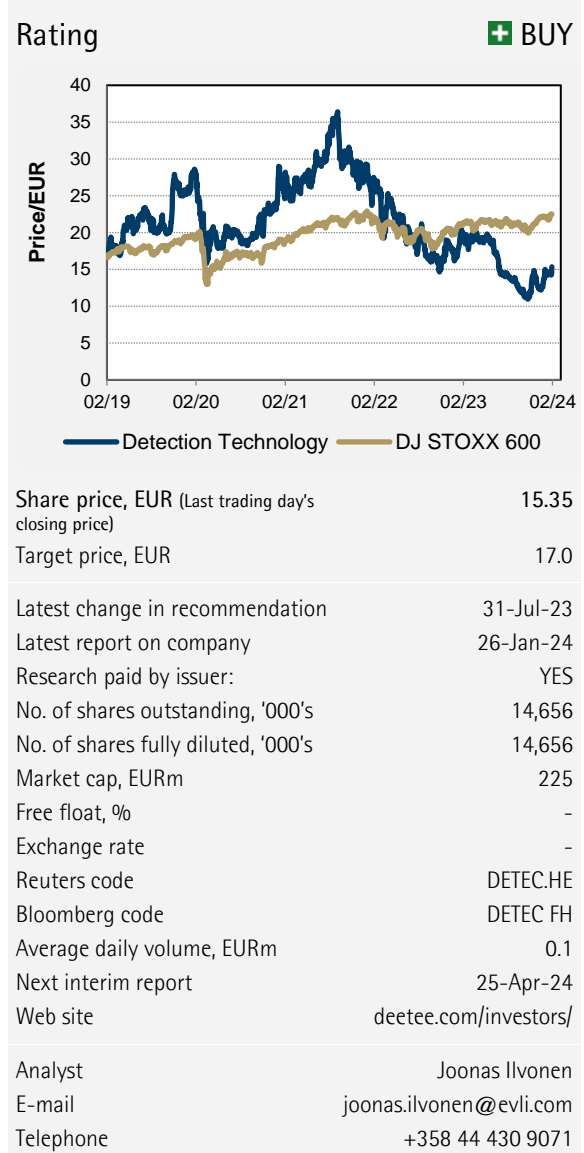 Rating BUY
40
35
30
25
20
15
10
5
0
Price/EUR
02/19 02/20 02/21 02/22 02/23 02/24
Detection Technology DJ STOXX 600
Share price, EUR (Last trading day's closing price) 15.35
Target price, EUR 17.0
Latest change in recommendation 31-Jul-23
Latest report on company 26-Jan-24
Research paid by issuer: YES
No. of shares outstanding, '000's 14,656
No. of shares fully diluted, '000's 14,656
Market cap, EURm 225
Free float, % -
Exchange rate -
Reuters code DETEC.HE
Bloomberg code DETEC FH
Average daily volume, EURm 0.1
Next interim report 25-Apr-24
Web site deetee.com/investors/
Analyst Joonas Ilvonen
E-mail joonas.ilvonen@evli.com
Telephone +358 44 430 9071